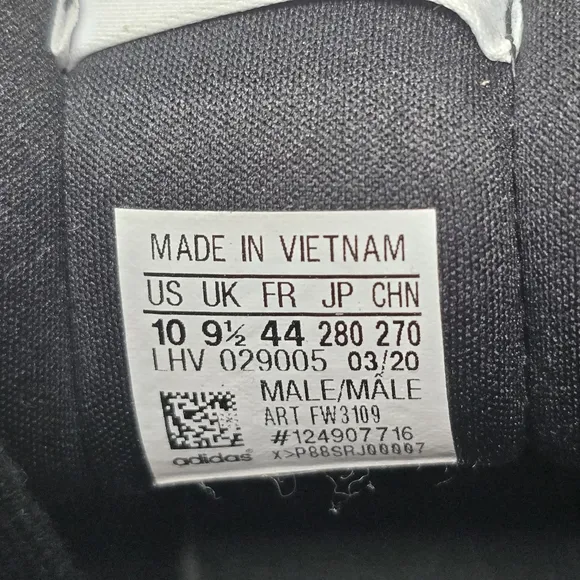 MADE IN VIETNAM
US UK FR JP CHN
10 9½ 44 280 270
LHV 029005 03/20
MALE/MÂLE
ART FW3109
#124907716
adidas x>P88SRJ00007